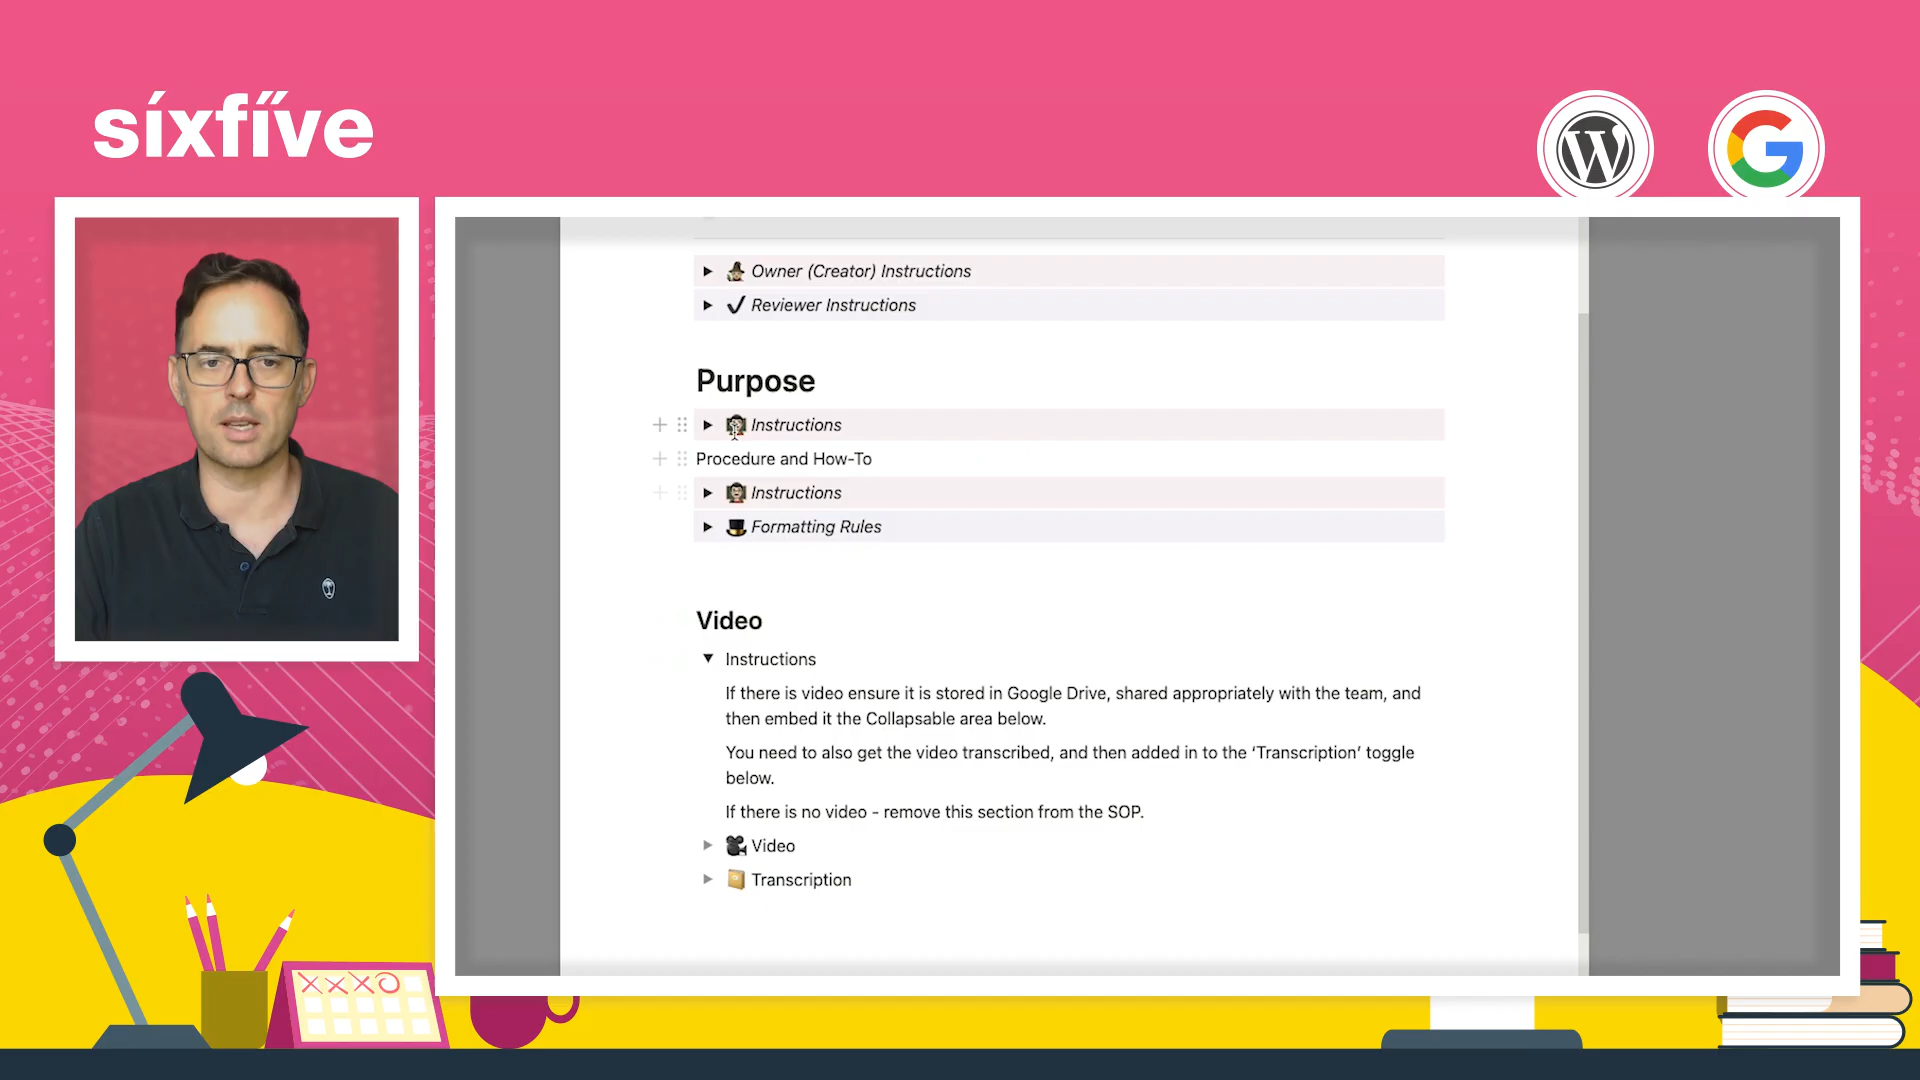 síxfíve
Owner (Creator) Instructions
Reviewer Instructions
Purpose
Instructions
Procedure and How-To
Instructions
Formatting Rules
Video
Instructions
If there is video ensure it is stored in Google Drive, shared appropriately with the team, and
then embed it the Collapsable area below.
You need to also get the video transcribed, and then added in to the ‘Transcription’ toggle
below.
If there is no video - remove this section from the SOP.
Video
Transcription